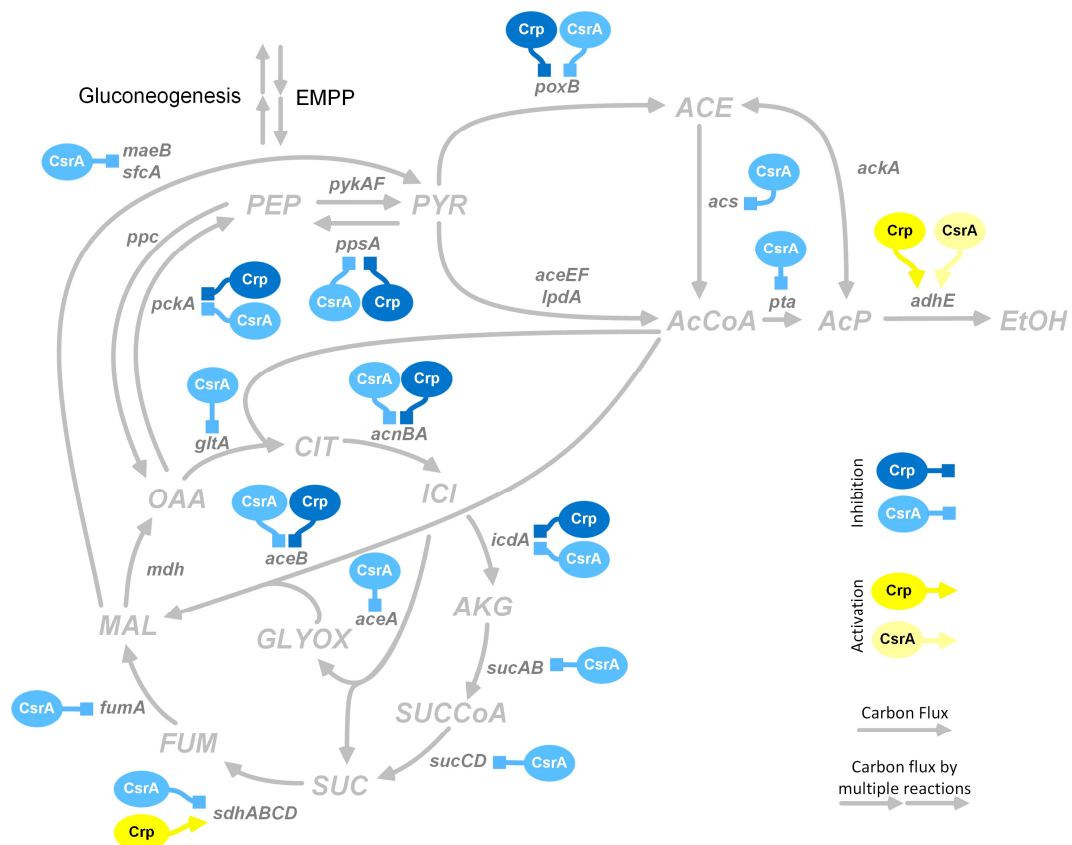 Crp CsrA
poxB
Gluconeogenesis EMPP
ACE
CsrA maeB
sfcA
CsrA
acs
ackA
pykAF
PEP PYR
ppc
ppsA
CsrA Crp
Crp
pckA
CsrA
aceEF
lpdA
CsrA
pta
Crp CsrA
adhE
AcCoA AcP EtOH
CsrA
gltA
CsrA Crp
acnBA
CIT
ICI
OAA
CsrA Crp
aceB
mdh
CsrA
aceA
Crp
icdA
CsrA
MAL
GLYOX
AKG
sucAB CsrA
CsrA fumA
SUCCoA
FUM
sucCD CsrA
SUC
CsrA
sdhABCD
Crp
Inhibition
Crp
CsrA
Activation
Crp
CsrA
Carbon Flux
Carbon flux by
multiple reactions